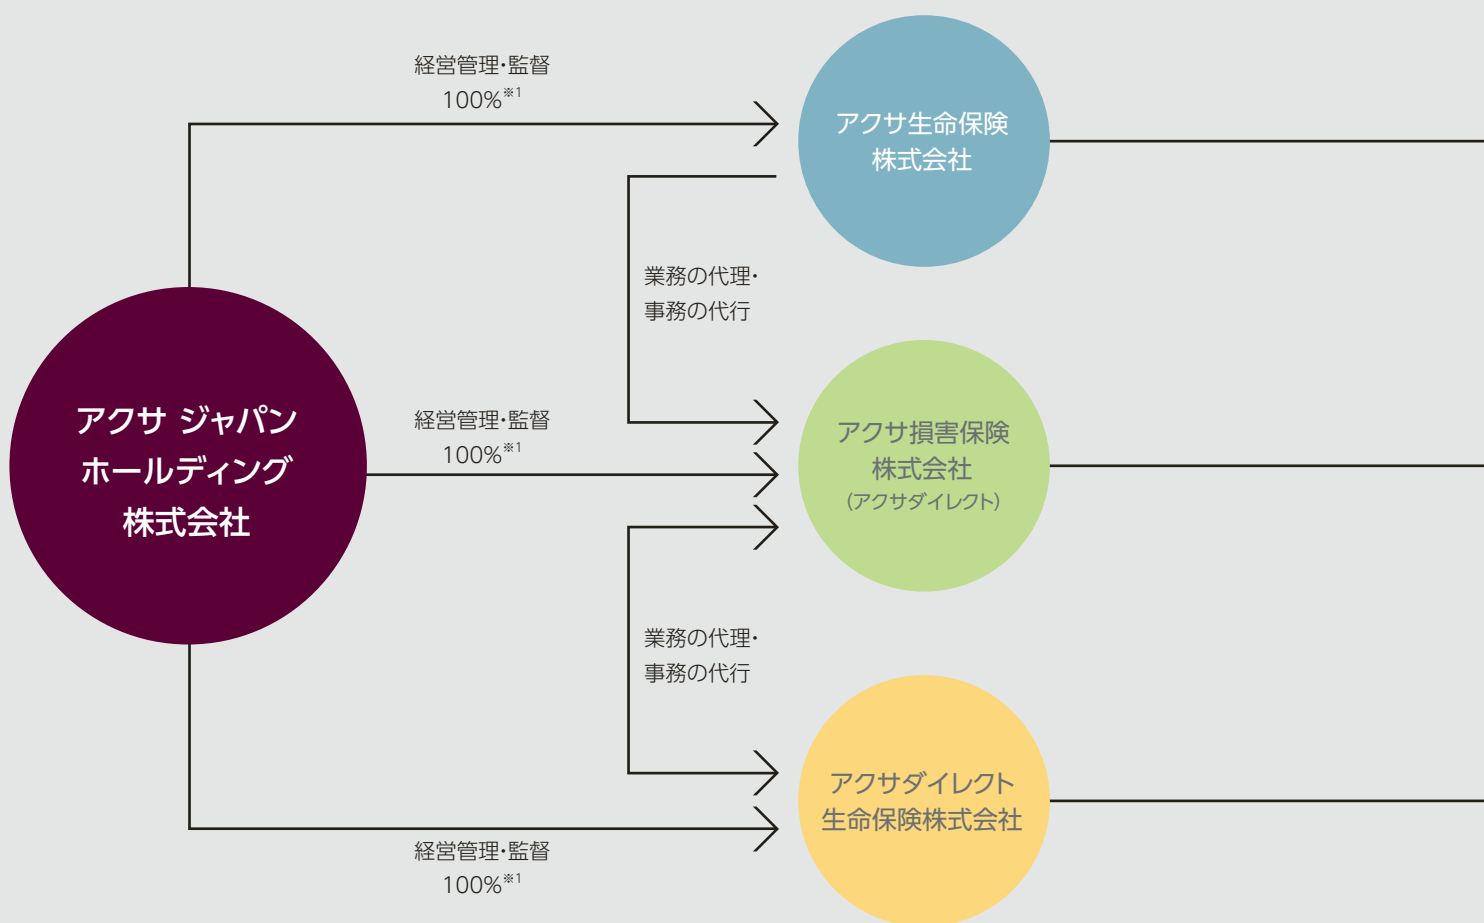 経営管理・監督
100%※1
アクサ生命保険
株式会社
業務の代理・
事務の代行
アクサ ジャパン
ホールディング
株式会社
経営管理・監督
100%※1
アクサ損害保険
株式会社
（アクサダイレクト）
業務の代理・
事務の代行
アクサダイレクト
生命保険株式会社
経営管理・監督
100%※1